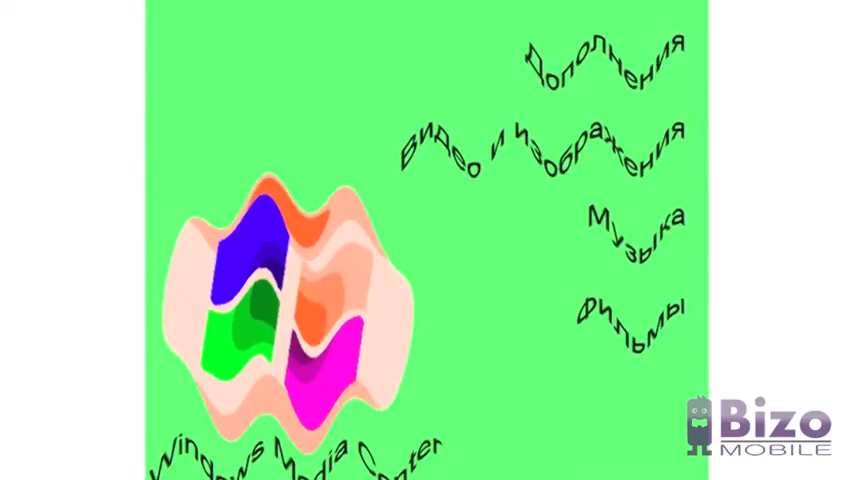 Дополнения
Видео и изображения
Музыка
Фильмы
Windows Media Center
Bizo
MOBILE